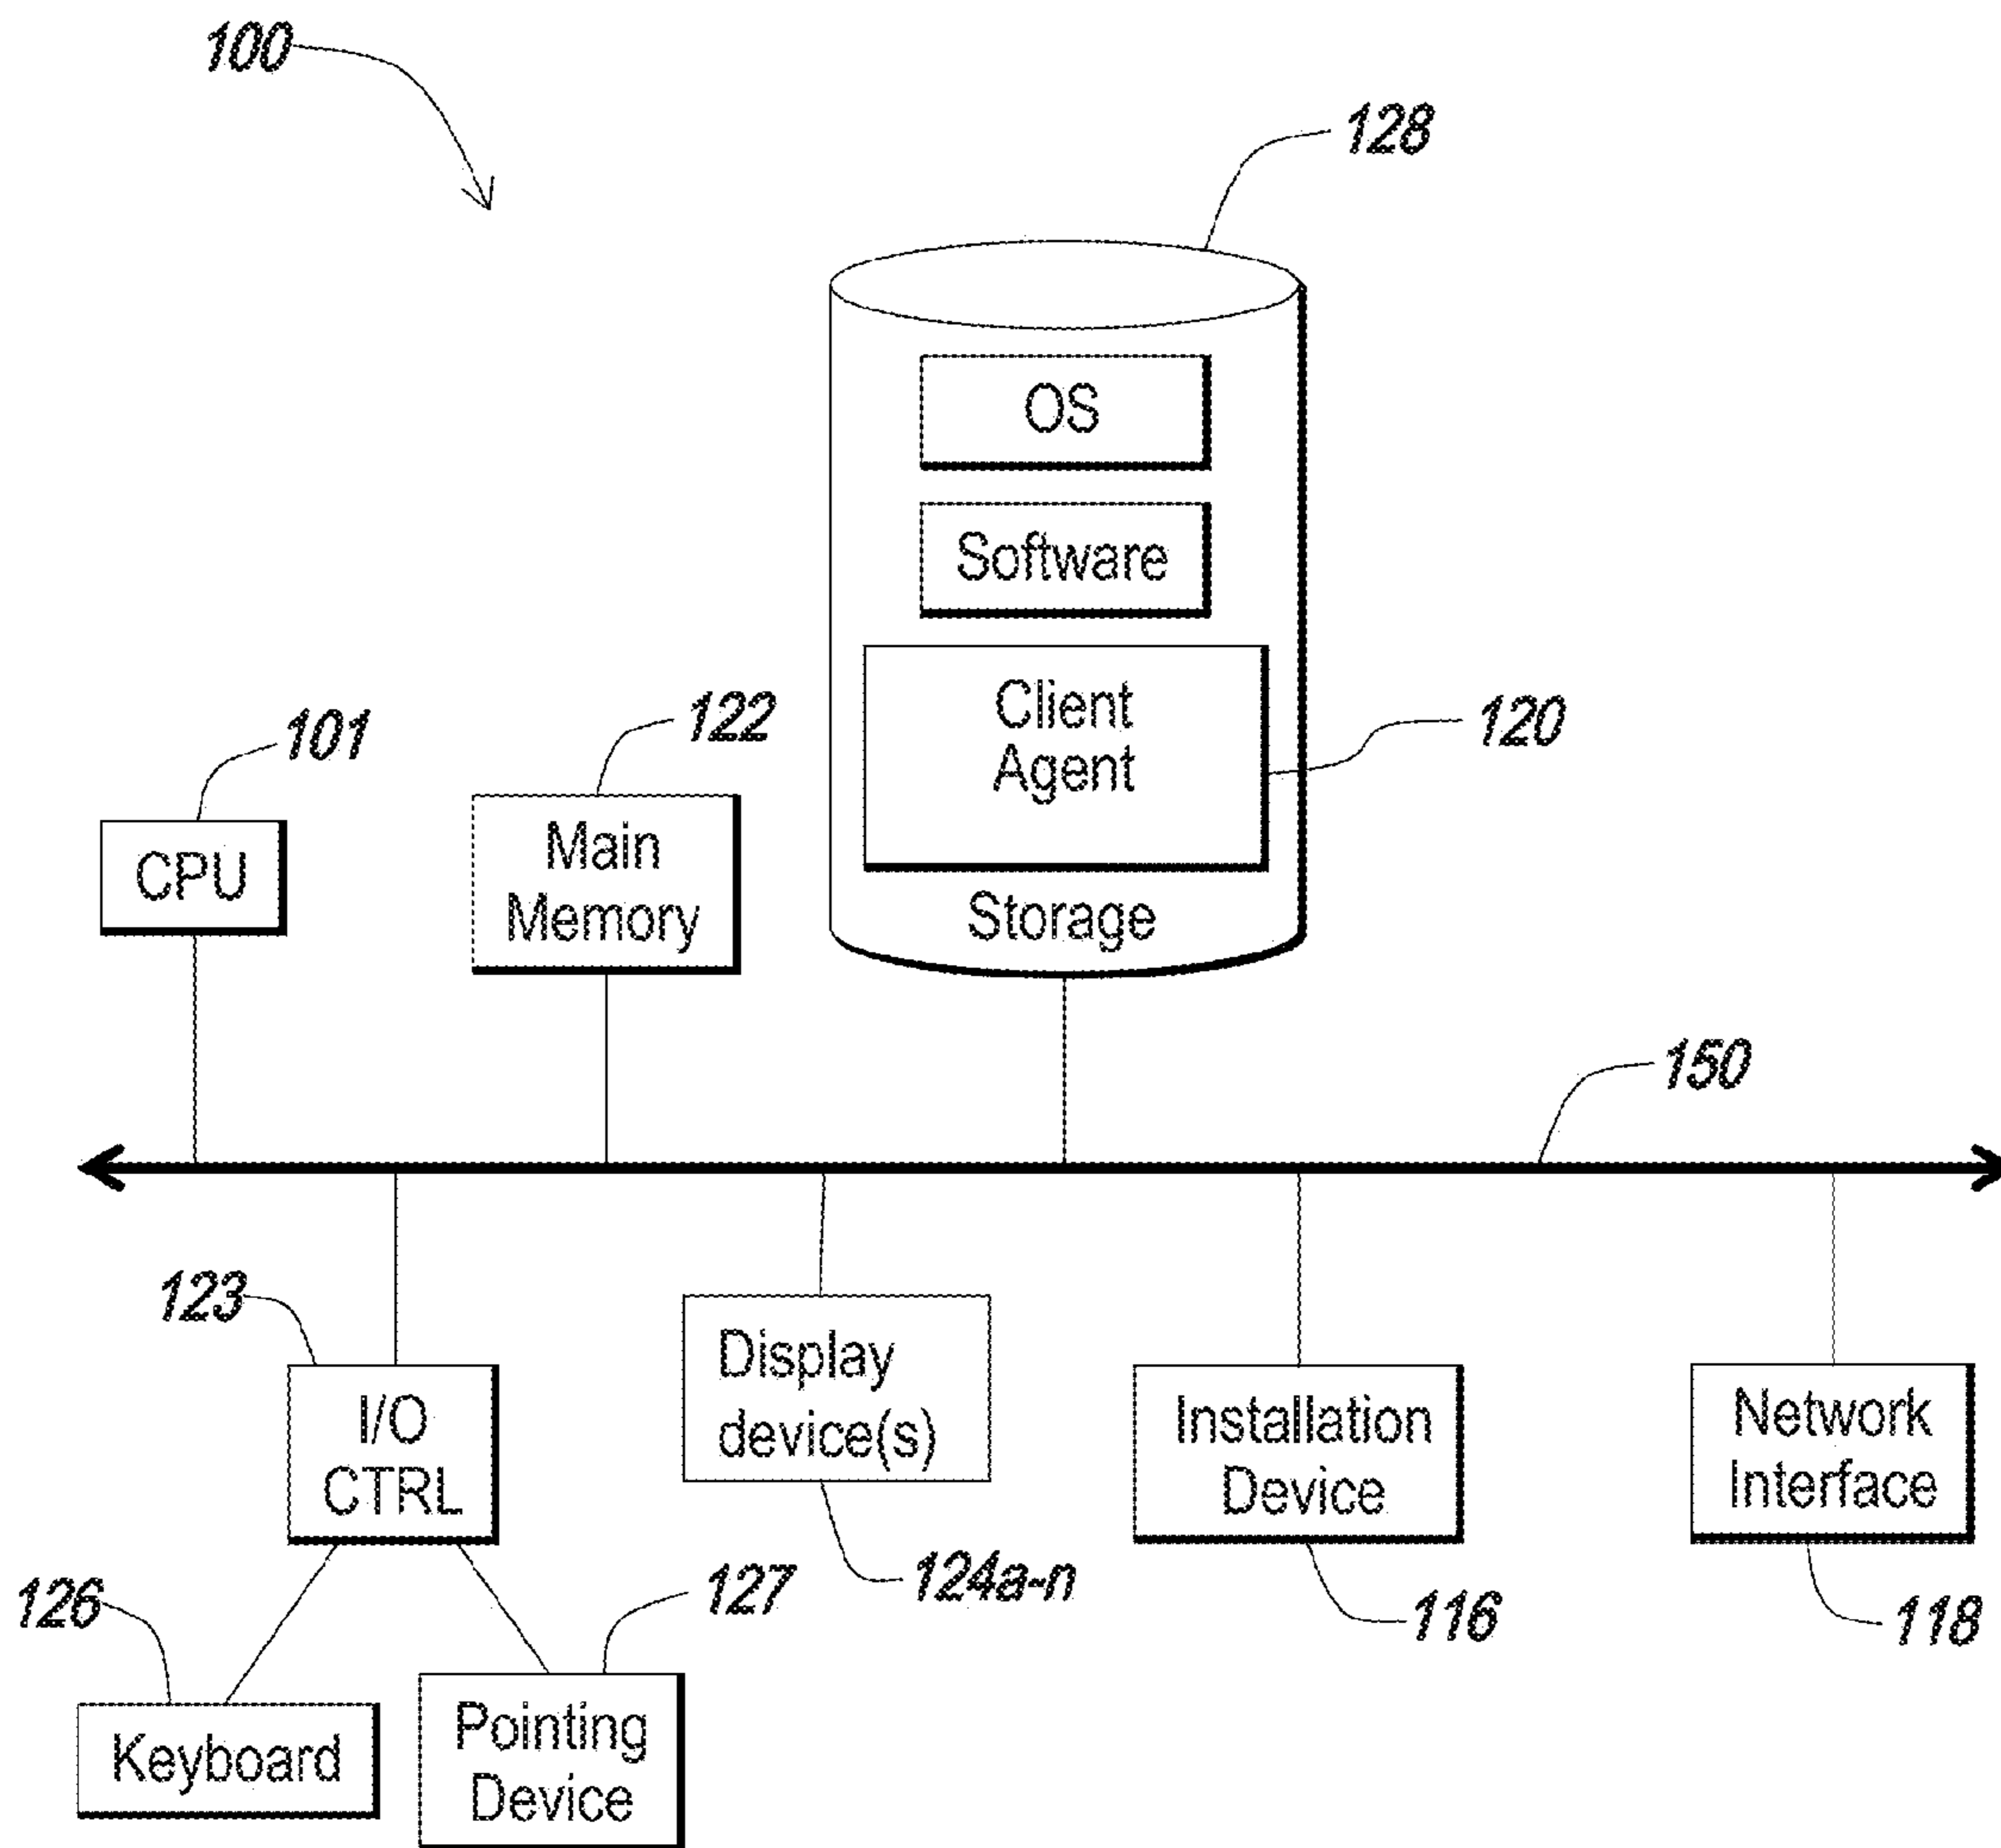 100
128
OS
Software
Client
Agent
120
Storage
101
CPU
122
Main
Memory
150
123
I/O
CTRL
Display
device(s)
124a-n
Installation
Device
116
Network
Interface
118
126
Keyboard
127
Pointing
Device